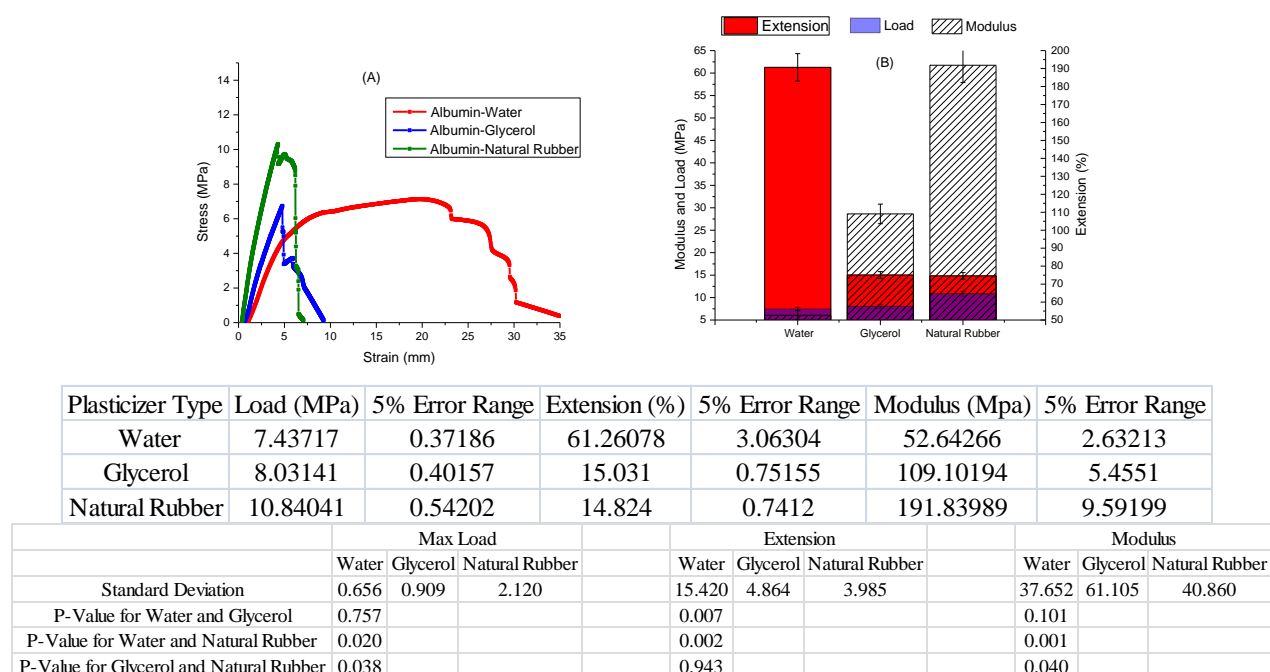 Extension Load Modulus
(A)
(B)
Albumin-Water
Albumin-Glycerol
Albumin-Natural Rubber
Stress (MPa)
14
12
10
8
6
4
2
0
0 5 10 15 20 25 30 35
Strain (mm)
Modulus and Load (MPa)
65
60
55
50
45
40
35
30
25
20
15
10
5
Water Glycerol Natural Rubber
200
190
180
170
160
150
140
130
120
110
100
90
80
70
60
50
Extension (%)
Plasticizer Type Load (MPa) 5% Error Range Extension (%) 5% Error Range Modulus (Mpa) 5% Error Range
Water 7.43717 0.37186 61.26078 3.06304 52.64266 2.63213
Glycerol 8.03141 0.40157 15.031 0.75155 109.10194 5.4551
Natural Rubber 10.84041 0.54202 14.824 0.7412 191.83989 9.59199
Max Load Extension Modulus
Water Glycerol Natural Rubber Water Glycerol Natural Rubber Water Glycerol Natural Rubber
Standard Deviation 0.656 0.909 2.120 15.420 4.864 3.985 37.652 61.105 40.860
P-Value for Water and Glycerol 0.757 0.007 0.101
P-Value for Water and Natural Rubber 0.020 0.002 0.001
P-Value for Glycerol and Natural Rubber 0.038 0.943 0.040